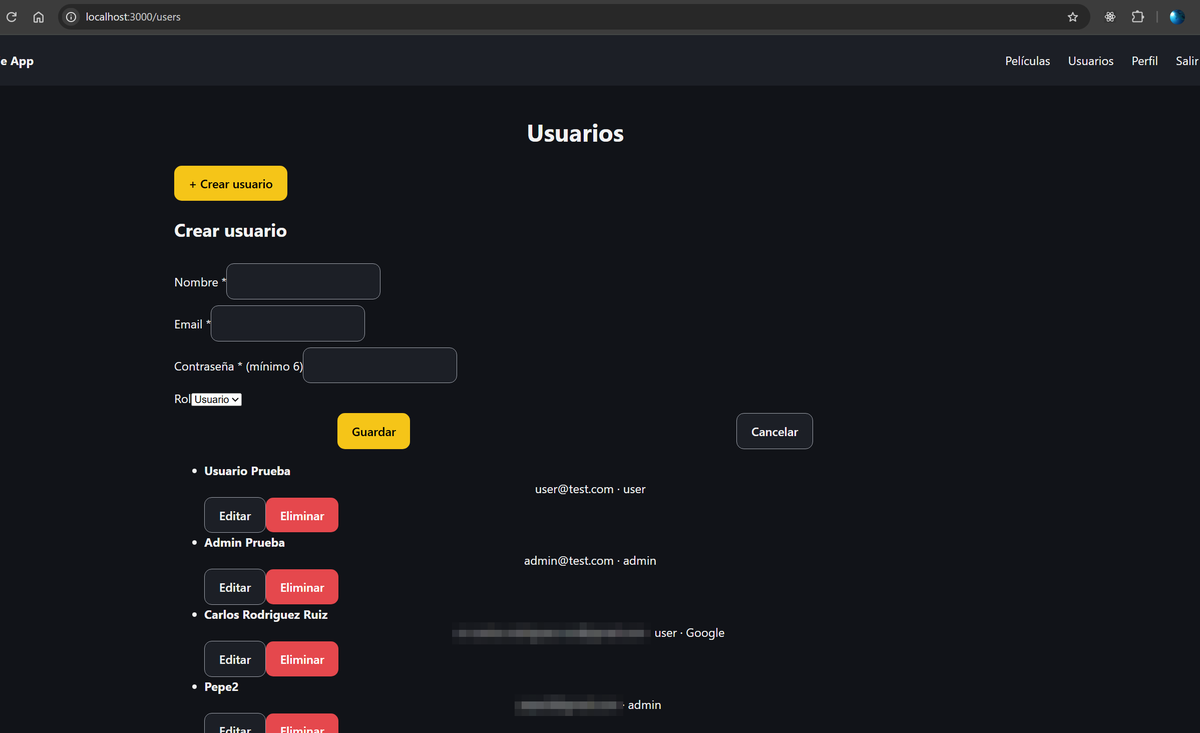 localhost:3000/users
e App
Películas Usuarios Perfil Salir
Usuarios
+ Crear usuario
Crear usuario
Nombre *
Email *
Contraseña * (mínimo 6)
Rol Usuario
Guardar Cancelar
• Usuario Prueba
user@test.com · user
Editar Eliminar
• Admin Prueba
admin@test.com · admin
Editar Eliminar
• Carlos Rodriguez Ruiz
user · Google
Editar Eliminar
• Pepe2
· admin
Editar Eliminar